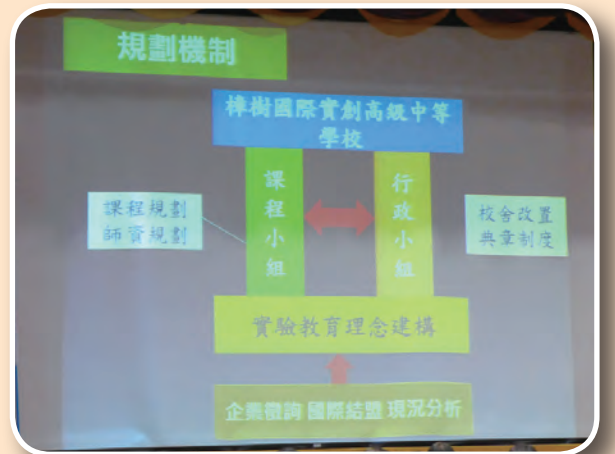 規劃機制
樟樹國際實創高級中等
學校
課程小組
行政小組
課程規劃
師資規劃
校舍改置
典章制度
實驗教育理念建構
企業徵詢 國際結盟 現況分析